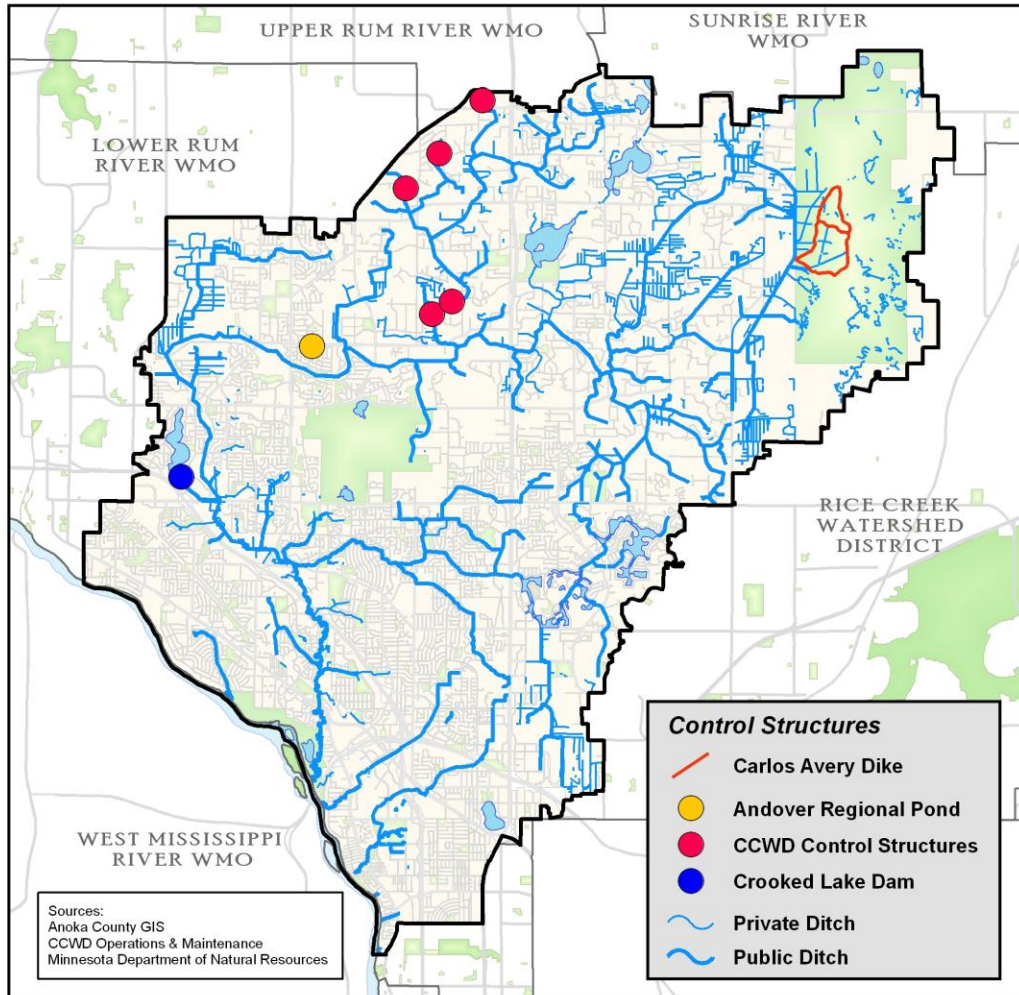 UPPER RUM RIVER WMO
SUNRISE RIVER
WMO
LOWER RUM
RIVER WMO
RICE CREEK
WATERSHED
DISTRICT
WEST MISSISSIPPI
RIVER WMO
Control Structures
Carlos Avery Dike
Andover Regional Pond
CCWD Control Structures
Crooked Lake Dam
Private Ditch
Public Ditch
Sources:
Anoka County GIS
CCWD Operations & Maintenance
Minnesota Department of Natural Resources